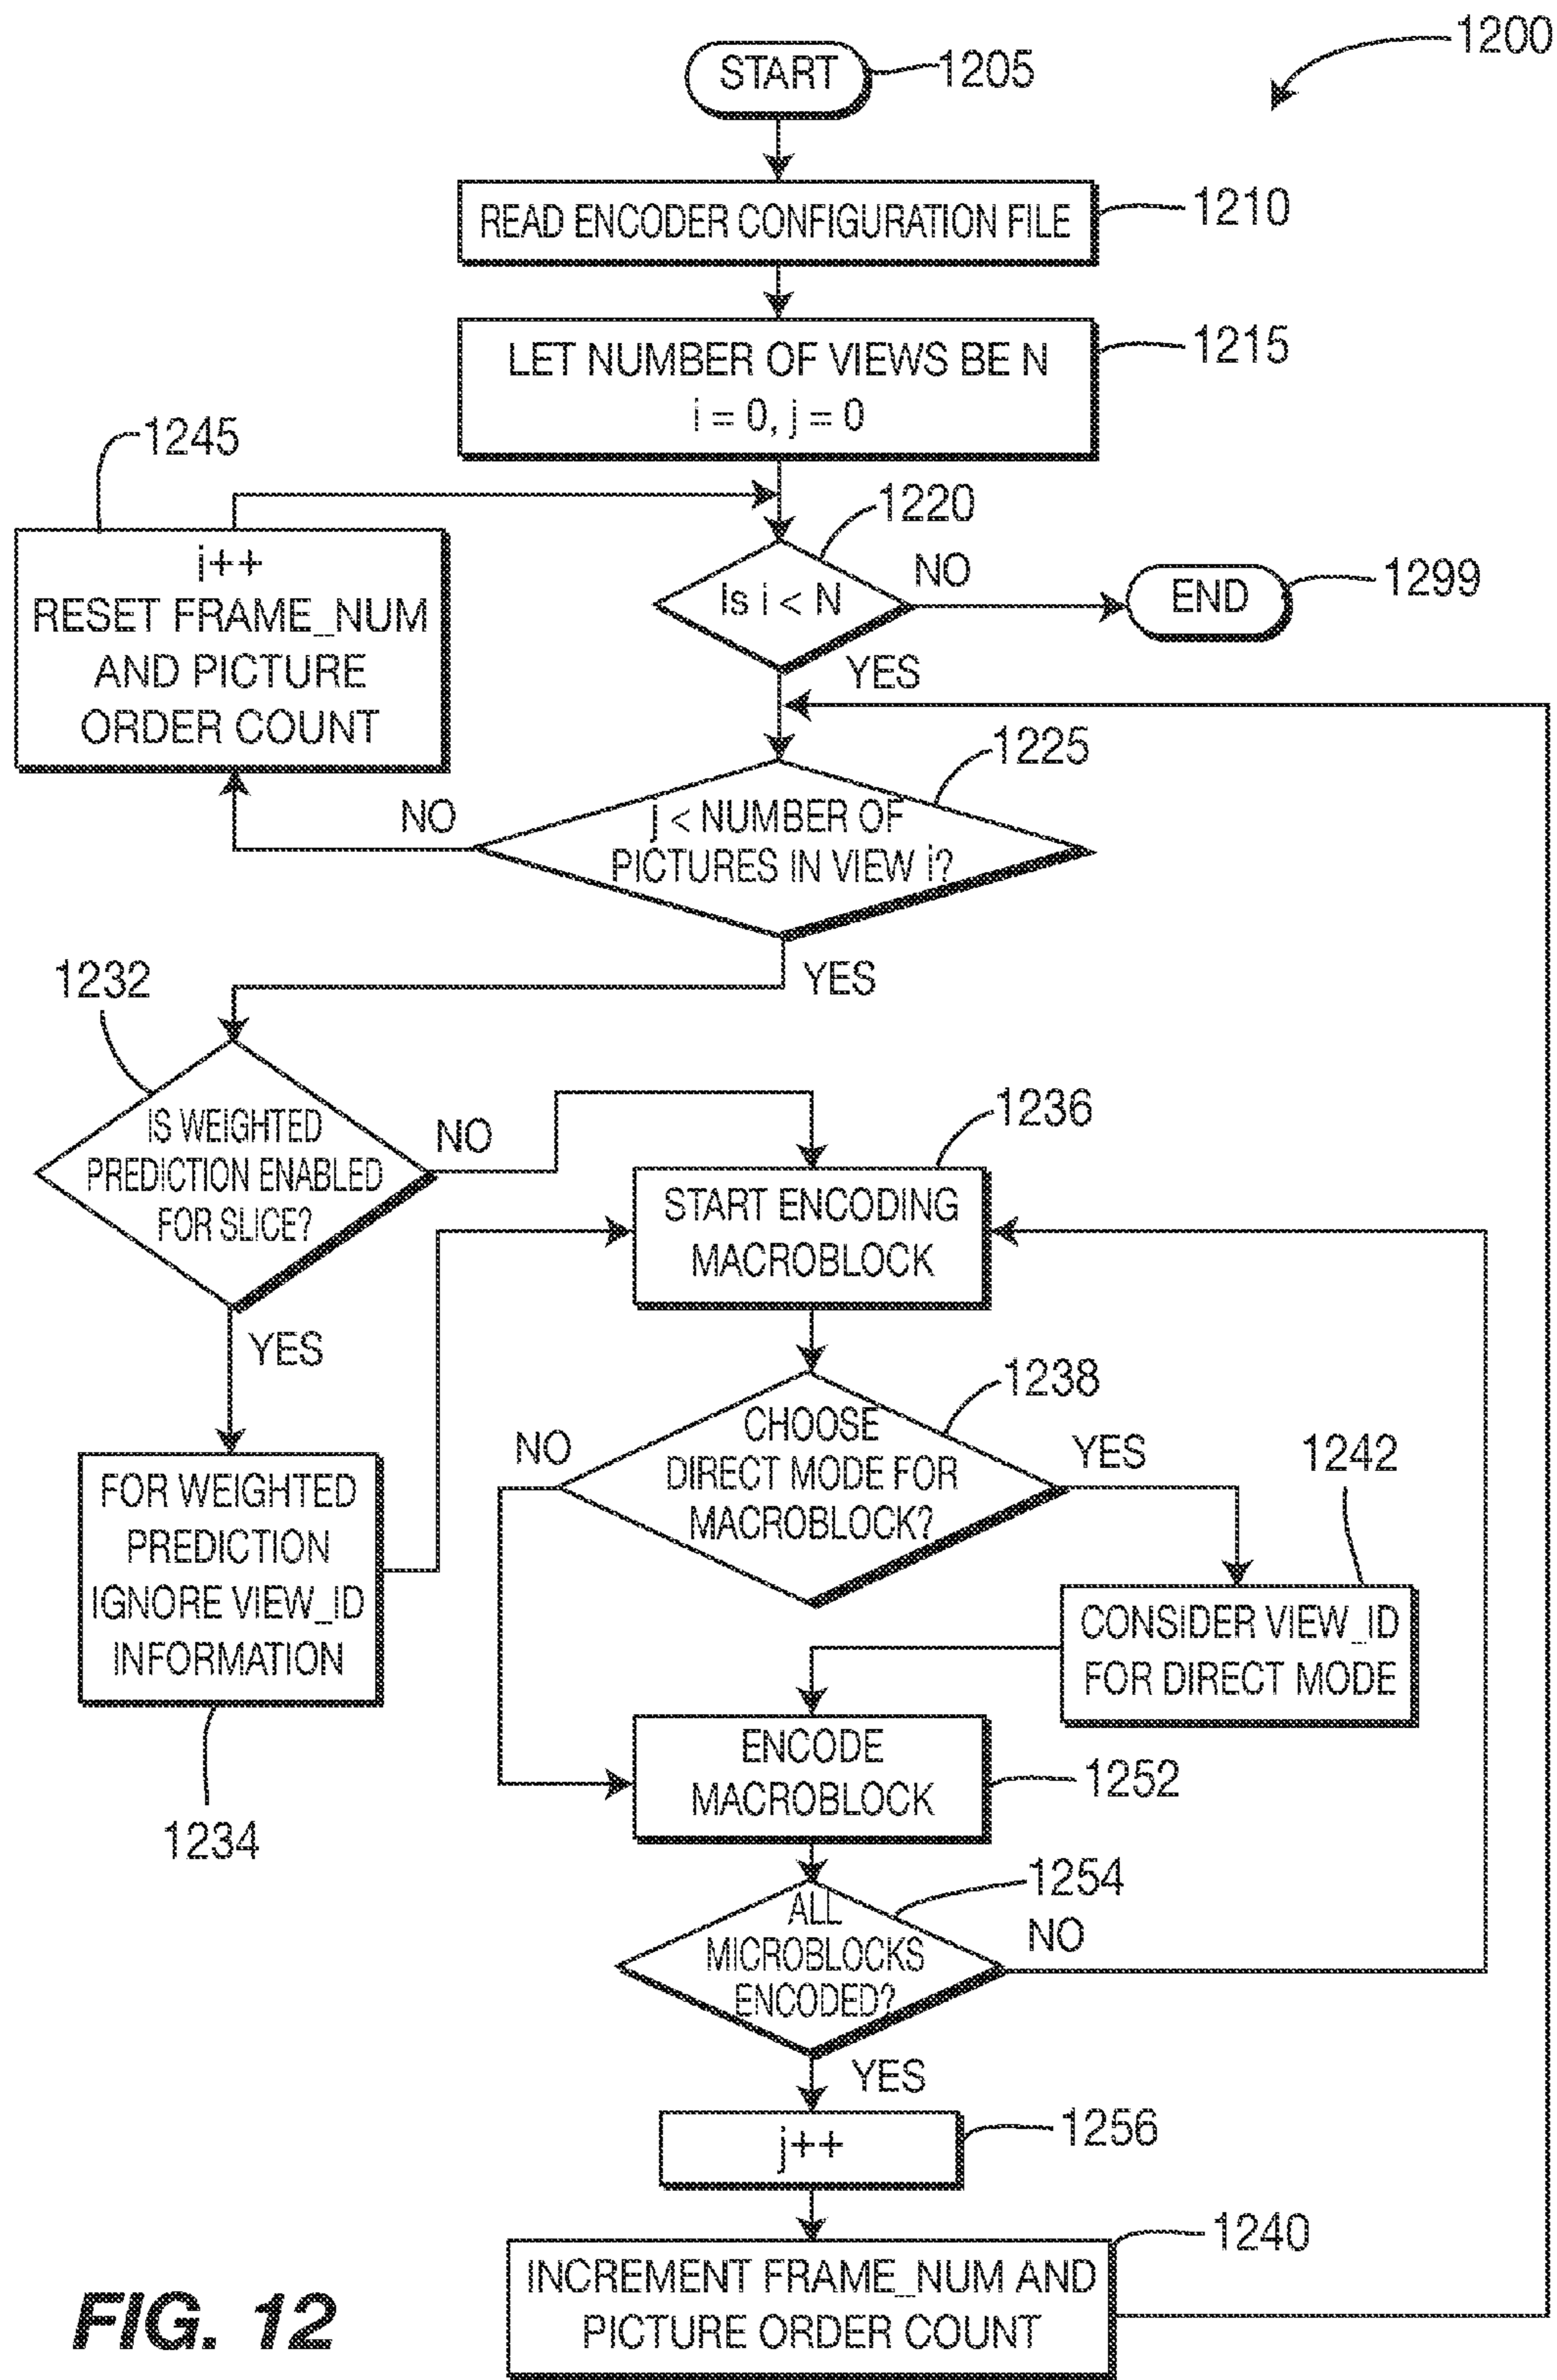 1200
START
1205
READ ENCODER CONFIGURATION FILE
1210
LET NUMBER OF VIEWS BE N
i = 0, j = 0
1215
1245
i++
RESET FRAME_NUM
AND PICTURE
ORDER COUNT
1220
Is i < N
NO
END
1299
YES
1225
j < NUMBER OF
PICTURES IN VIEW i?
NO
YES
1232
IS WEIGHTED
PREDICTION ENABLED
FOR SLICE?
NO
YES
1236
START ENCODING
MACROBLOCK
1238
CHOOSE
DIRECT MODE FOR
MACROBLOCK?
NO
YES
1242
FOR WEIGHTED
PREDICTION
IGNORE VIEW_ID
INFORMATION
1234
CONSIDER VIEW_ID
FOR DIRECT MODE
ENCODE
MACROBLOCK
1252
1254
ALL
MICROBLOCKS
ENCODED?
NO
YES
j++
1256
1240
INCREMENT FRAME_NUM AND
PICTURE ORDER COUNT
FIG. 12